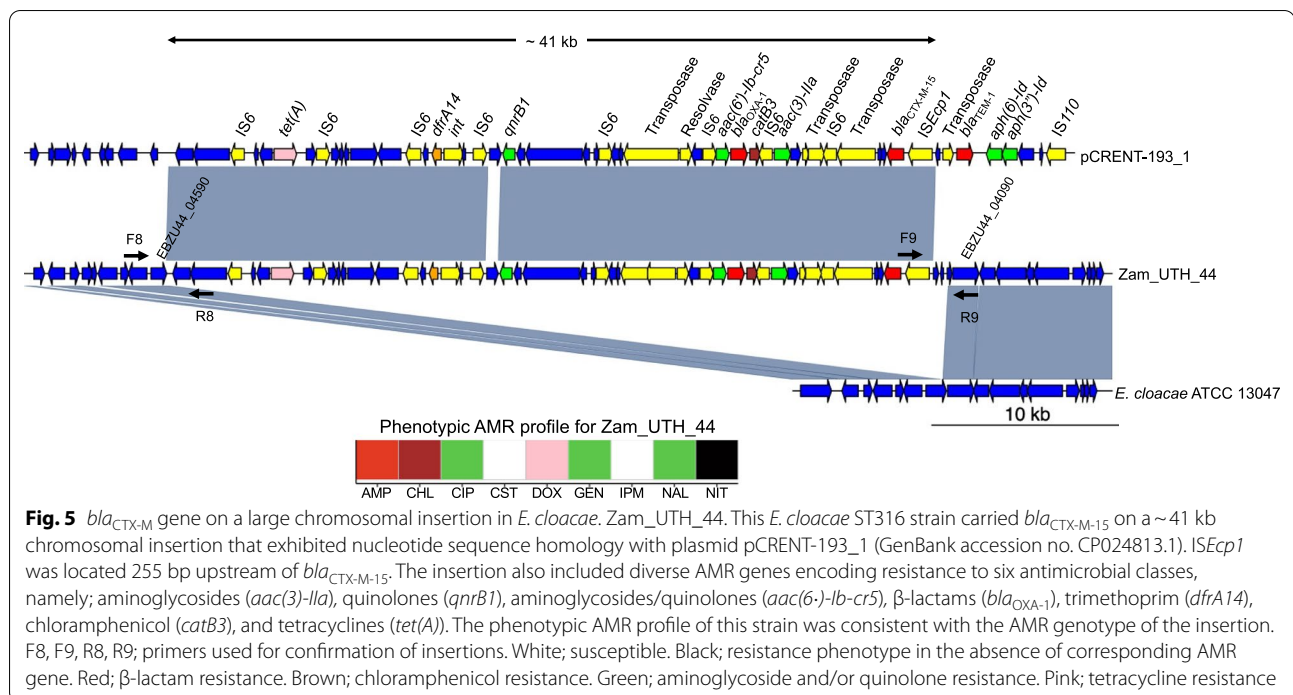 ~ 41 kb
IS6
tet(A)
IS6
IS6
dfrA14
int
IS6
qnrB1
IS6
Transposase
Resolvase
IS6
aac(6')-Ib-cr5
blaOXA-1
catB3
IS6
aac(3)-IIa
Transposase
IS6
Transposase
blaCTX-M-15
ISEcp1
Transposase
blaTEM-1
aph(6)-Id
aph(3")-Id
IS110
pCRENT-193_1
F8
EBZU44_04590
F9
EBZU44_04090
Zam_UTH_44
R8
R9
E. cloacae ATCC 13047
10 kb
Phenotypic AMR profile for Zam_UTH_44
AMP CHL CIP CST DOX GEN IPM NAL NIT
Fig. 5 blaCTX-M gene on a large chromosomal insertion in E. cloacae. Zam_UTH_44. This E. cloacae ST316 strain carried blaCTX-M-15 on a ~ 41 kb
chromosomal insertion that exhibited nucleotide sequence homology with plasmid pCRENT-193_1 (GenBank accession no. CP024813.1). ISEcp1
was located 255 bp upstream of blaCTX-M-15. The insertion also included diverse AMR genes encoding resistance to six antimicrobial classes,
namely; aminoglycosides (aac(3)-IIa), quinolones (qnrB1), aminoglycosides/quinolones (aac(6·)-Ib-cr5), β-lactams (blaOXA-1), trimethoprim (dfrA14),
chloramphenicol (catB3), and tetracyclines (tet(A)). The phenotypic AMR profile of this strain was consistent with the AMR genotype of the insertion.
F8, F9, R8, R9; primers used for confirmation of insertions. White; susceptible. Black; resistance phenotype in the absence of corresponding AMR
gene. Red; β-lactam resistance. Brown; chloramphenicol resistance. Green; aminoglycoside and/or quinolone resistance. Pink; tetracycline resistance